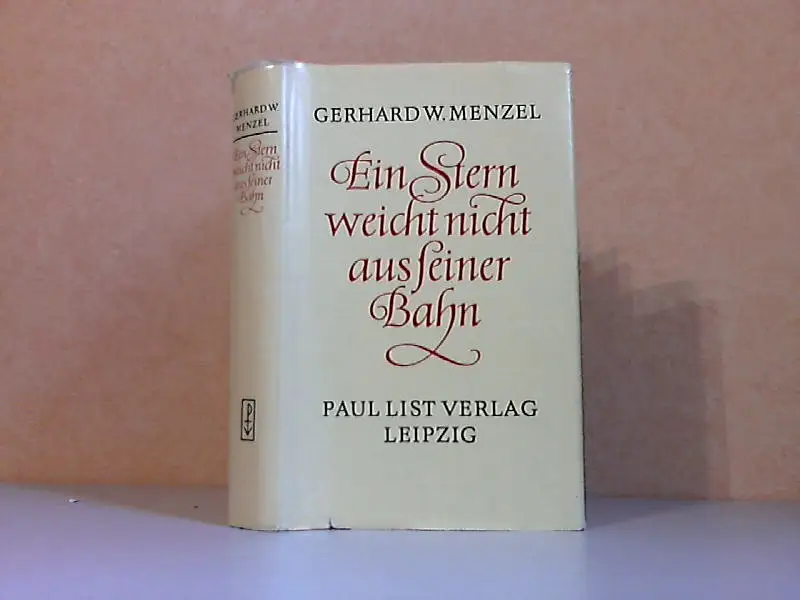 GERHARD W.
MENZEL
Ein Stern
weicht nicht
aus seiner
Bahn
GERHARD W. MENZEL
Ein Stern
weicht nicht
aus ſeiner
Bahn
PAUL LIST VERLAG
LEIPZIG